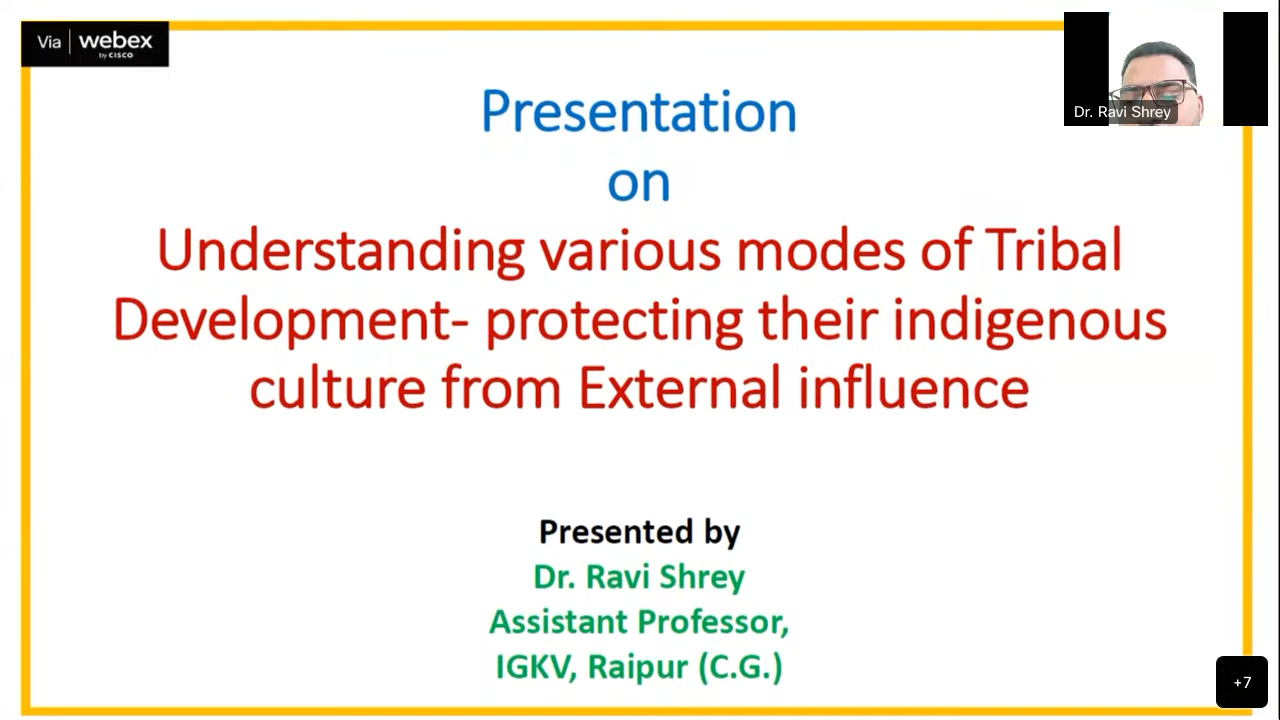 Via webex
by CISCO
Dr. Ravi Shrey
Presentation
on
Understanding various modes of Tribal
Development- protecting their indigenous
culture from External influence
Presented by
Dr. Ravi Shrey
Assistant Professor,
IGKV, Raipur (C.G.)
+7